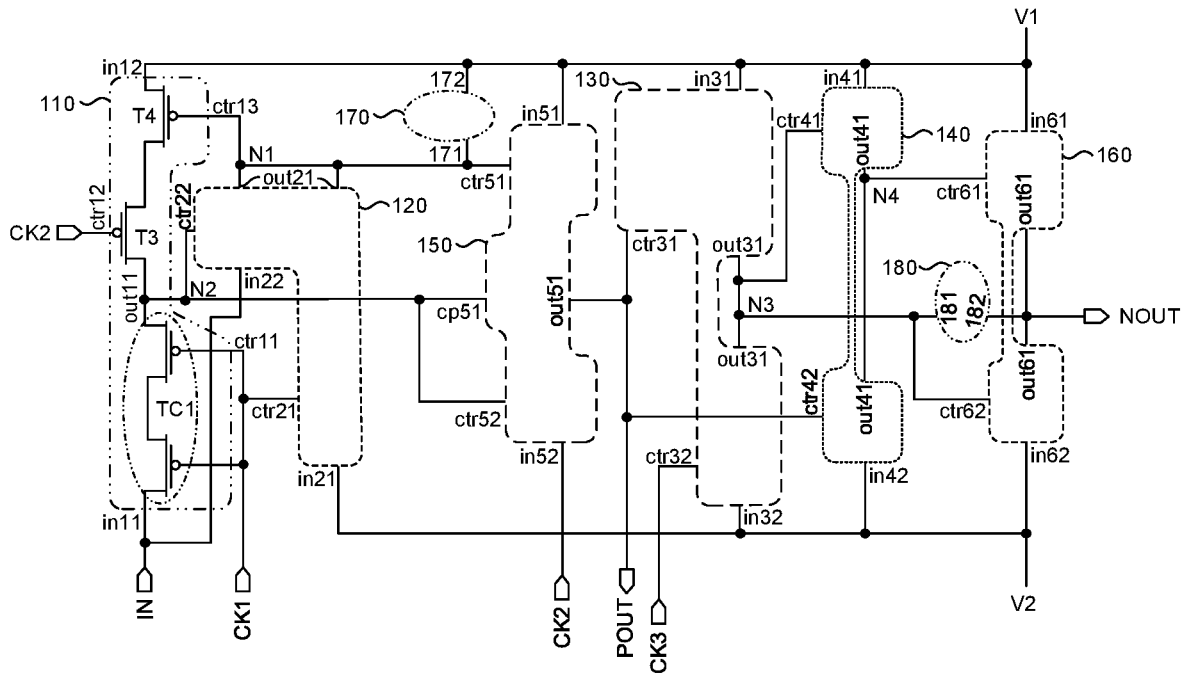 V1
in12
172
130
in31
in41
110
T4
ctr13
170
in51
ctr41
out41
140
in61
160
N1
171
ctr51
N4
ctr61
out61
ctr12
out21
ctr22
120
CK2
T3
150
ctr31
out31
180
out11
N2
in22
cp51
out51
N3
181
182
NOUT
ctr11
out31
out61
TC1
ctr21
ctr52
ctr42
out41
ctr62
in21
in52
ctr32
in42
in62
in11
in32
IN
CK1
CK2
POUT
CK3
V2